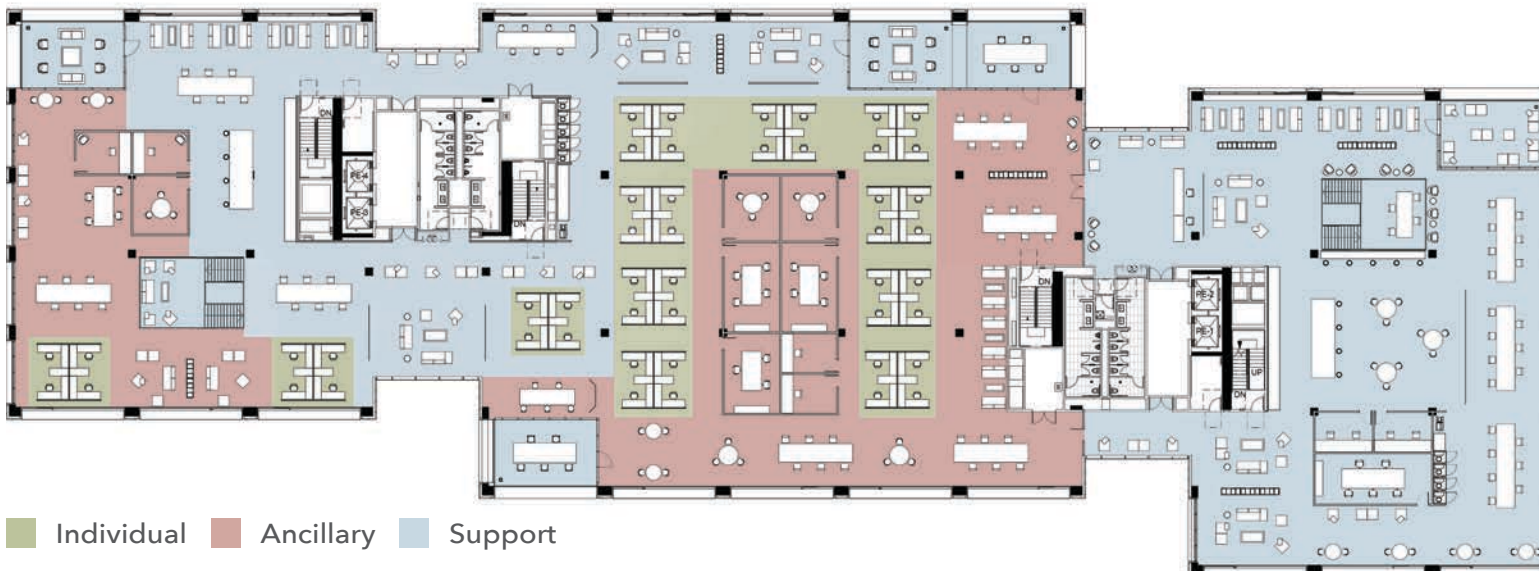 DN
PE-4
PE-3
DN
DN
PE-2
PE-1
UP
DN
Individual Ancillary Support